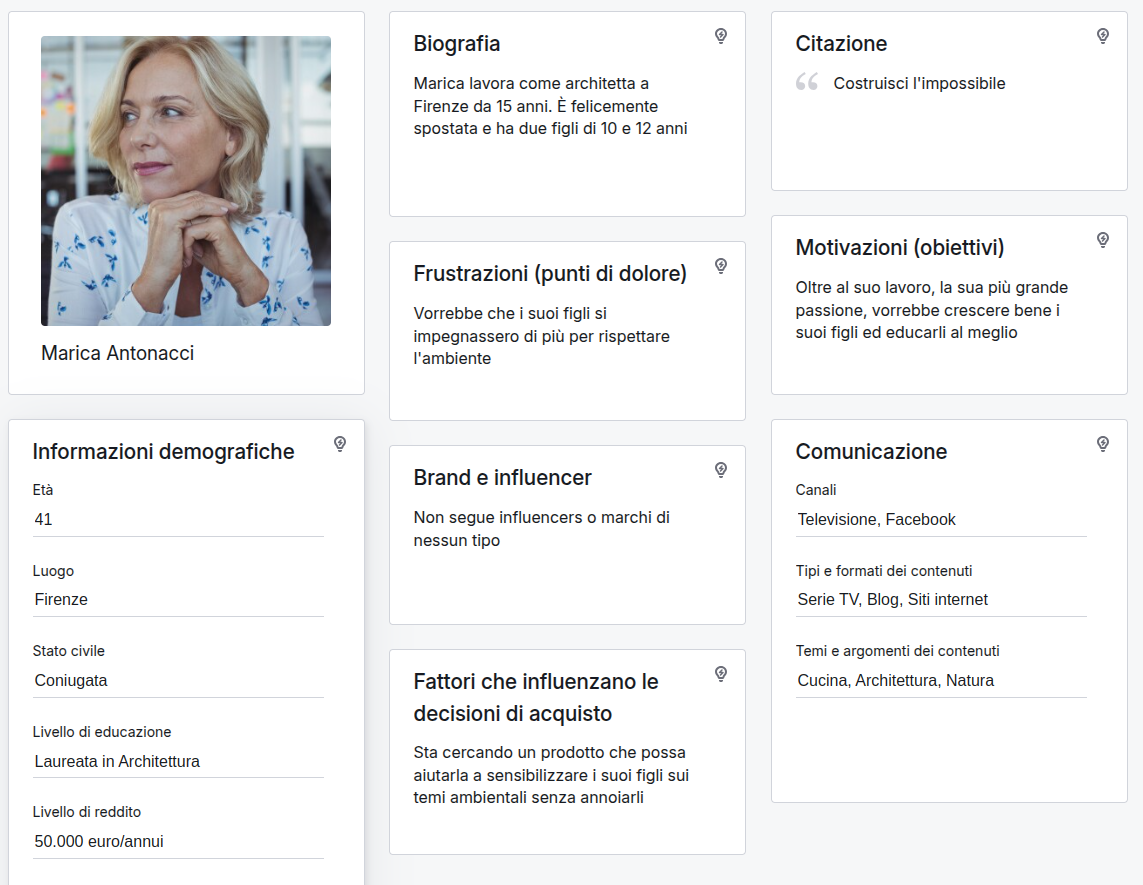 Marica Antonacci
Informazioni demografiche
Età
41
Luogo
Firenze
Stato civile
Coniugata
Livello di educazione
Laureata in Architettura
Livello di reddito
50.000 euro/annui
Biografia
Marica lavora come architetta a
Firenze da 15 anni. È felicemente
spostata e ha due figli di 10 e 12 anni
Frustrazioni (punti di dolore)
Vorrebbe che i suoi figli si
impegnassero di più per rispettare
l'ambiente
Brand e influencer
Non segue influencers o marchi di
nessun tipo
Fattori che influenzano le
decisioni di acquisto
Sta cercando un prodotto che possa
aiutarla a sensibilizzare i suoi figli sui
temi ambientali senza annoiarli
Citazione
“ Costruisci l'impossibile
Motivazioni (obiettivi)
Oltre al suo lavoro, la sua più grande
passione, vorrebbe crescere bene i
suoi figli ed educarli al meglio
Comunicazione
Canali
Televisione, Facebook
Tipi e formati dei contenuti
Serie TV, Blog, Siti internet
Temi e argomenti dei contenuti
Cucina, Architettura, Natura